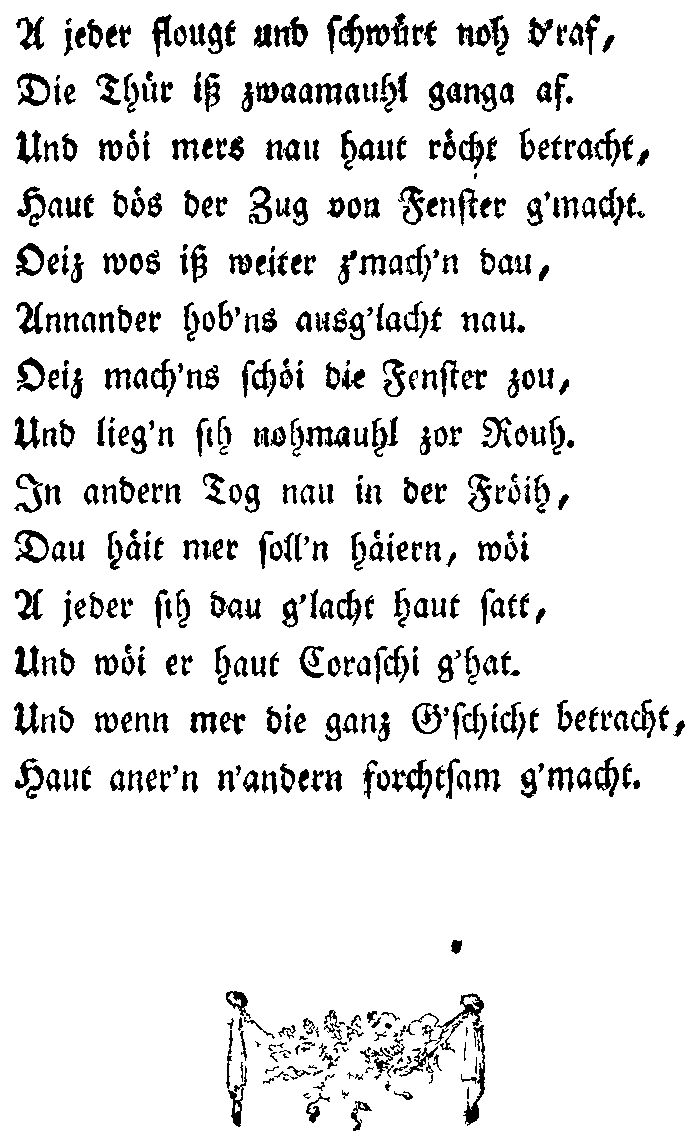 A jeder flougt und schwürt noh d'raf,
Die Thür iß zwaamauhl ganga af.
Und wöi mers nau haut röcht betracht,
Haut dös der Zug von Fenster g'macht.
Oeiz wos iß weiter z'mach'n dau,
Annander hob'ns ausg'lacht nau.
Oeiz mach'ns schöi die Fenster zou,
Und lieg'n sih nohmauhl zor Rouh.
In andern Tog nau in der Fröih,
Dau häit mer soll'n häiern, wöi
A jeder sih dau g'lacht haut satt,
Und wöi er haut Coraschi g'hat.
Und wenn mer die ganz G'schicht betracht,
Haut aner'n n'andern forchtsam g'macht.